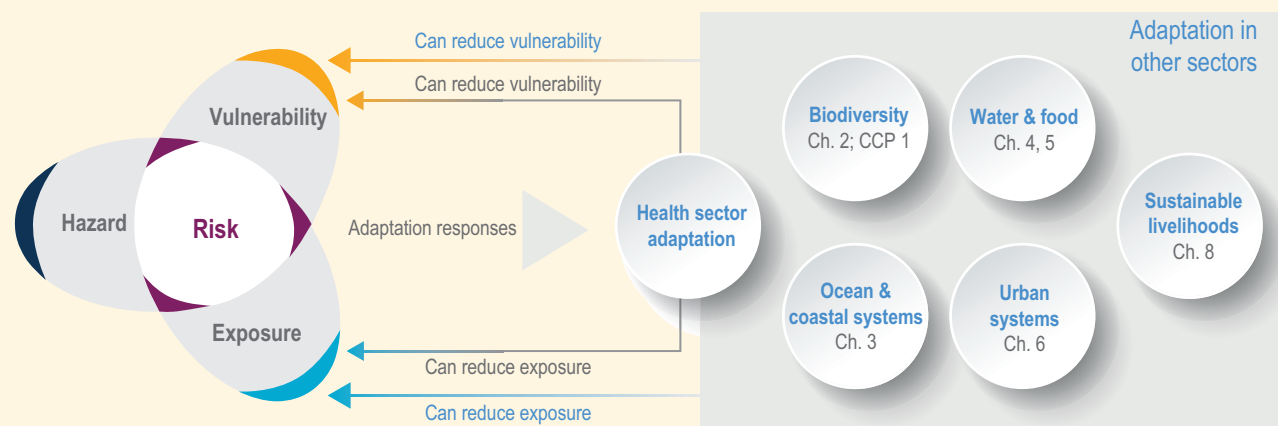 Can reduce vulnerability
Can reduce vulnerability
Adaptation in
other sectors
Vulnerability
Hazard
Risk
Exposure
Adaptation responses
Health sector
adaptation
Biodiversity
Ch. 2; CCP 1
Water & food
Ch. 4, 5
Sustainable
livelihoods
Ch. 8
Ocean &
coastal systems
Ch. 3
Urban
systems
Ch. 6
Can reduce exposure
Can reduce exposure